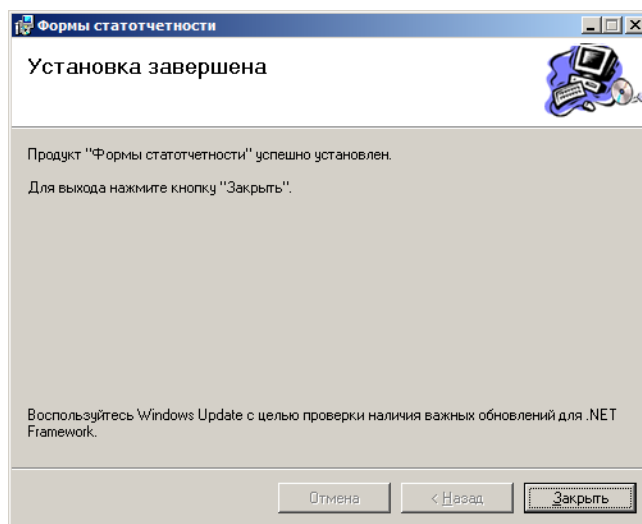 Формы статотчетности
Установка завершена
Продукт "Формы статотчетности" успешно установлен.
Для выхода нажмите кнопку "Закрыть".
Воспользуйтесь Windows Update с целью проверки наличия важных обновлений для .NET
Framework.
Отмена
< Назад
Закрыть